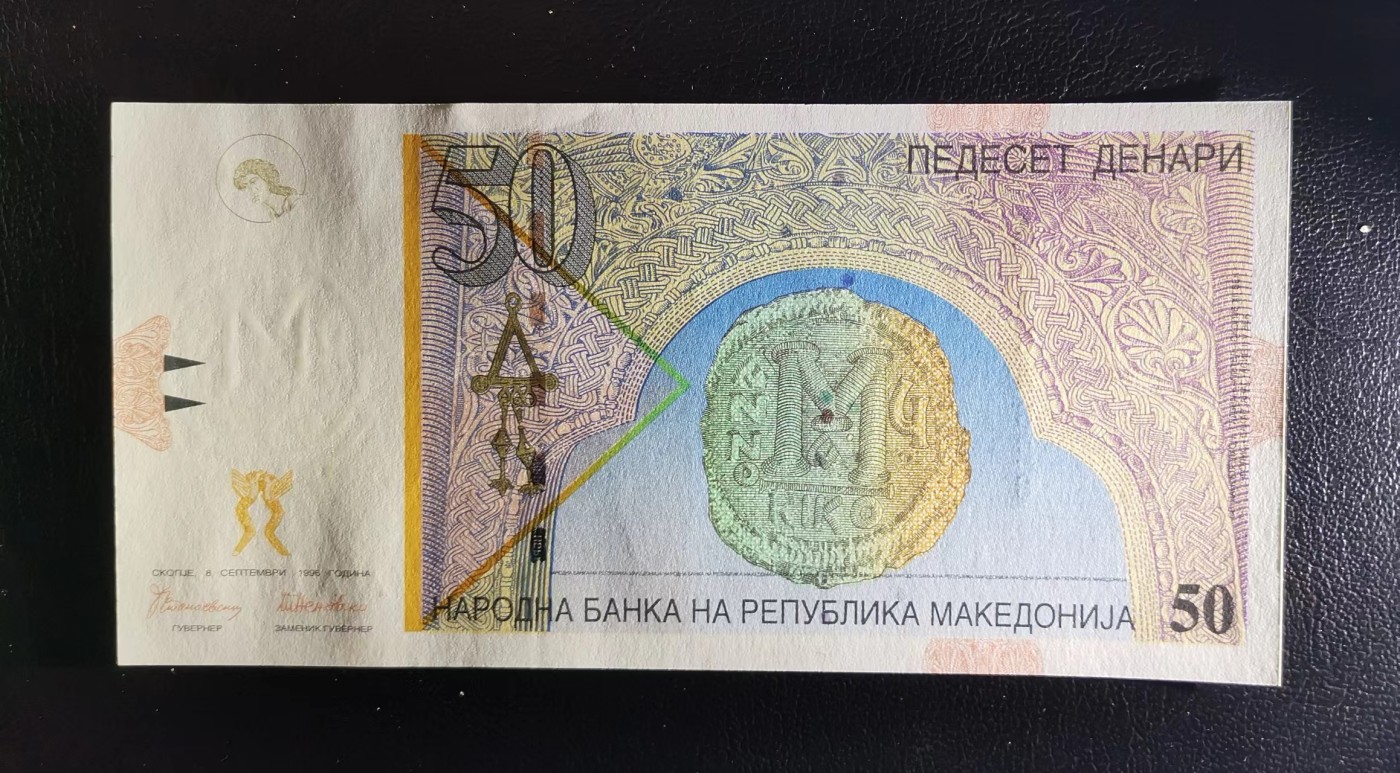 50
ПЕДЕСЕТ ДЕНАРИ
M
СКОПЈЕ, 8. СЕПТЕМВРИ 1996 ГОДИНА
ГУВЕРНЕР
ЗАМЕНИК ГУВЕРНЕР
НАРОДНА БАНКА НА РЕПУБЛИКА МАКЕДОНИЈА
50